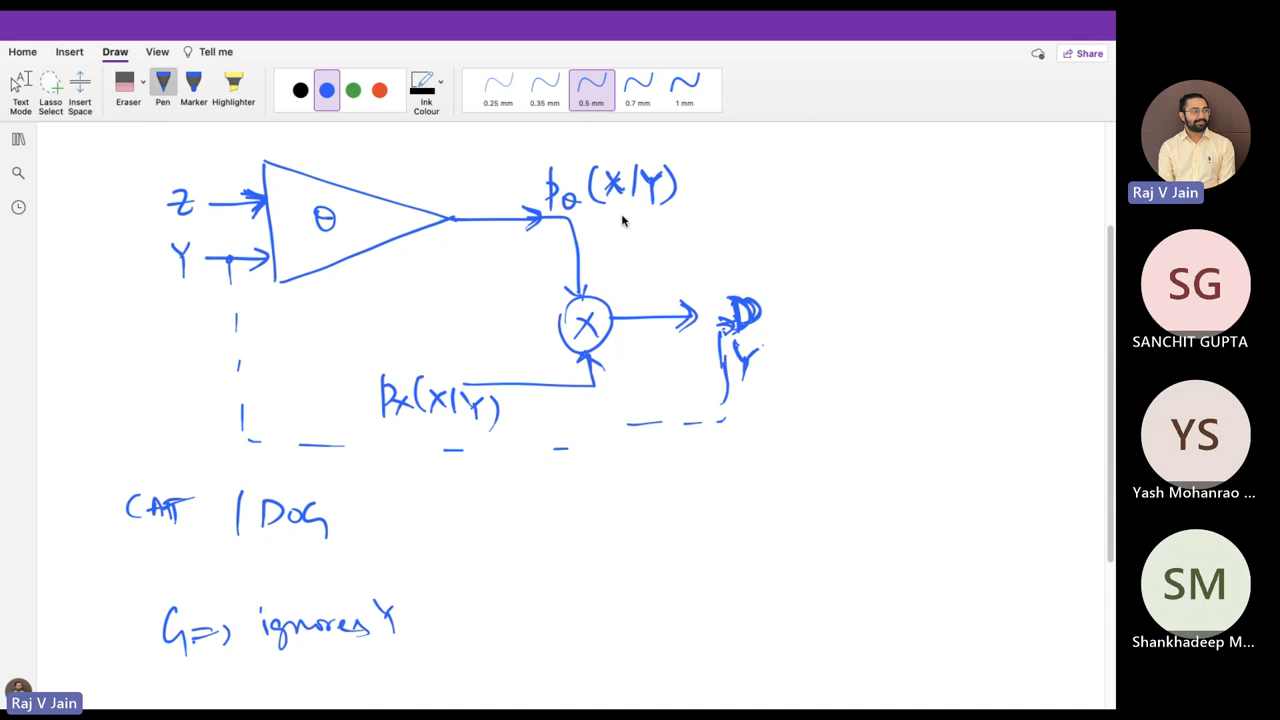 Home Insert Draw View Tell me Share
Text Mode
Lasso Select
Insert Space
Eraser
Pen
Marker
Highlighter
Ink Colour
0.25 mm
0.35 mm
0.5 mm
0.7 mm
1 mm
Z
Y
θ
pθ(X/Y)
X
D
Y
px(X/Y)
CAT / DOG
G => ignores Y
Raj V Jain
Raj V Jain
SG
SANCHIT GUPTA
YS
Yash Mohanrao ...
SM
Shankhadeep M...